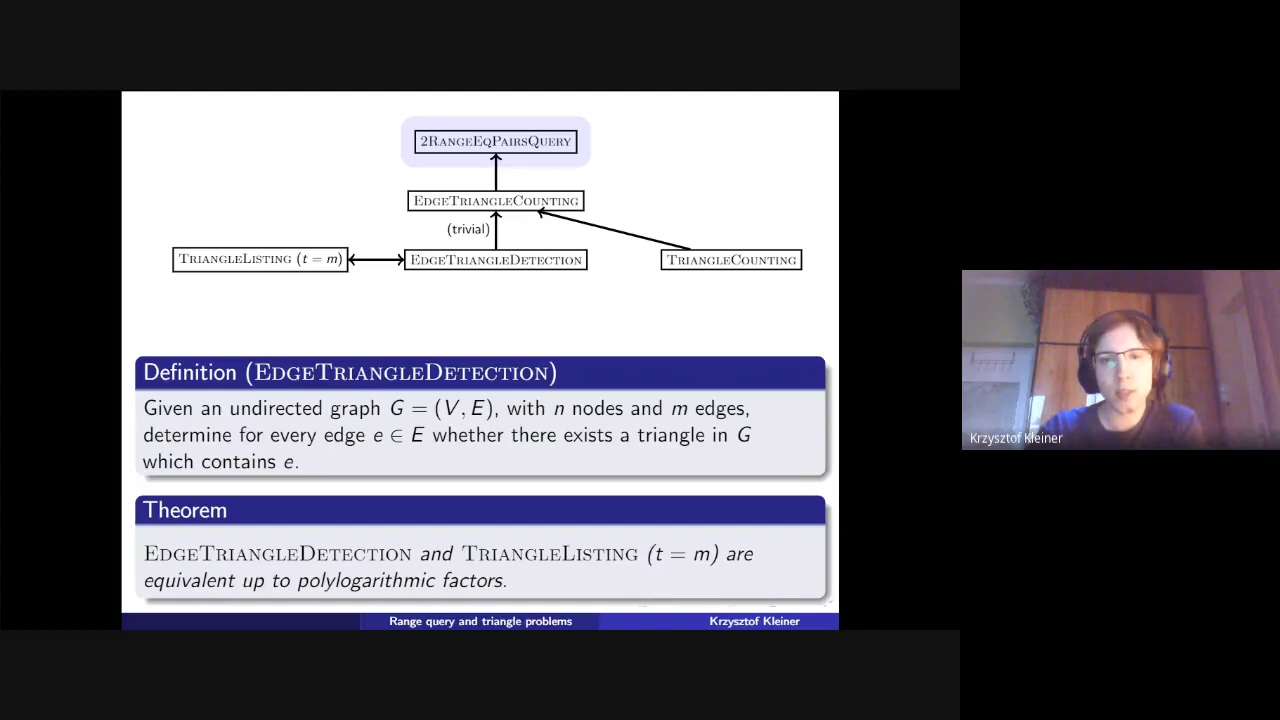 2RangeEqPairsQuery
EdgeTriangleCounting
(trivial)
TriangleListing (t = m)
EdgeTriangleDetection
TriangleCounting
Definition (EdgeTriangleDetection)
Given an undirected graph G = (V, E), with n nodes and m edges,
determine for every edge e ∈ E whether there exists a triangle in G
which contains e.
Theorem
EdgeTriangleDetection and TriangleListing (t = m) are
equivalent up to polylogarithmic factors.
Range query and triangle problems
Krzysztof Kleiner
Krzysztof Kleiner